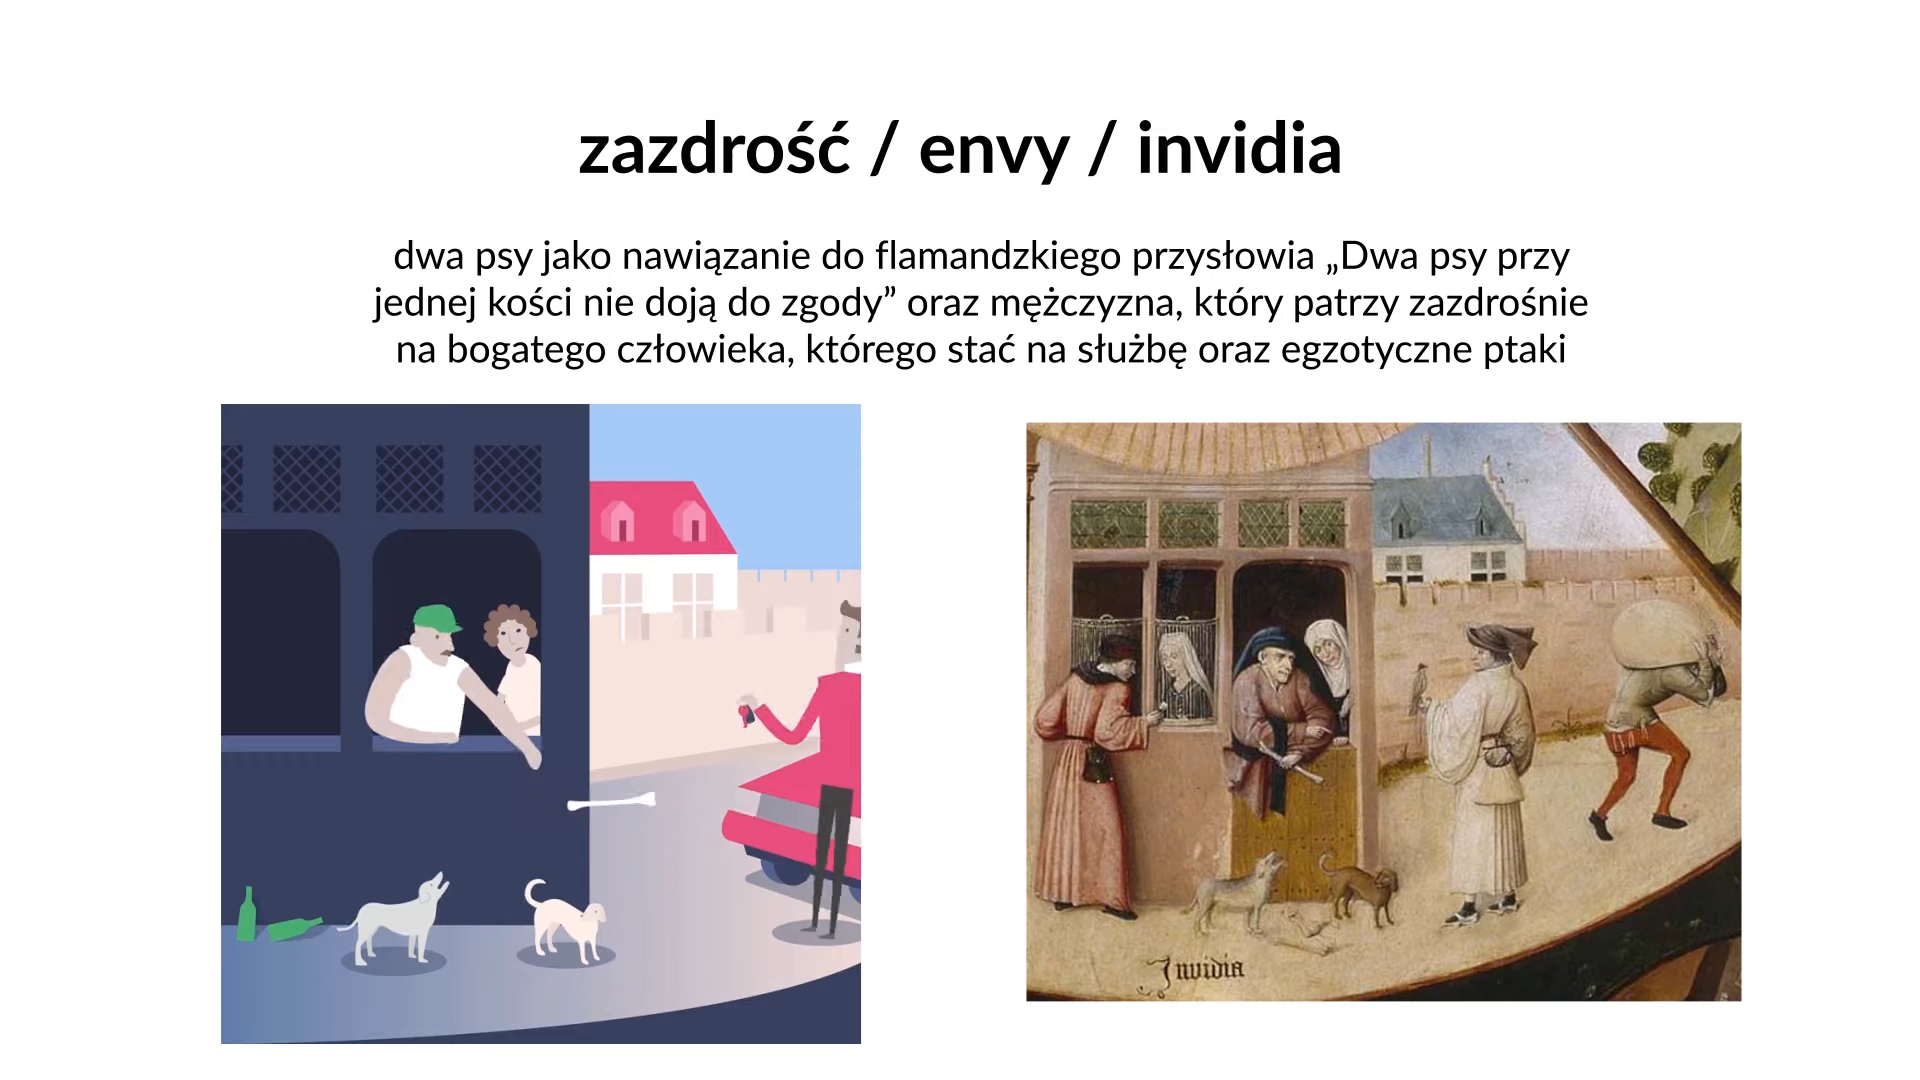 zazdrość / envy / invidia
dwa psy jako nawiązanie do flamandzkiego przysłowia „Dwa psy przy
jednej kości nie doją do zgody” oraz mężczyzna, który patrzy zazdrośnie
na bogatego człowieka, którego stać na służbę oraz egzotyczne ptaki
Invidia